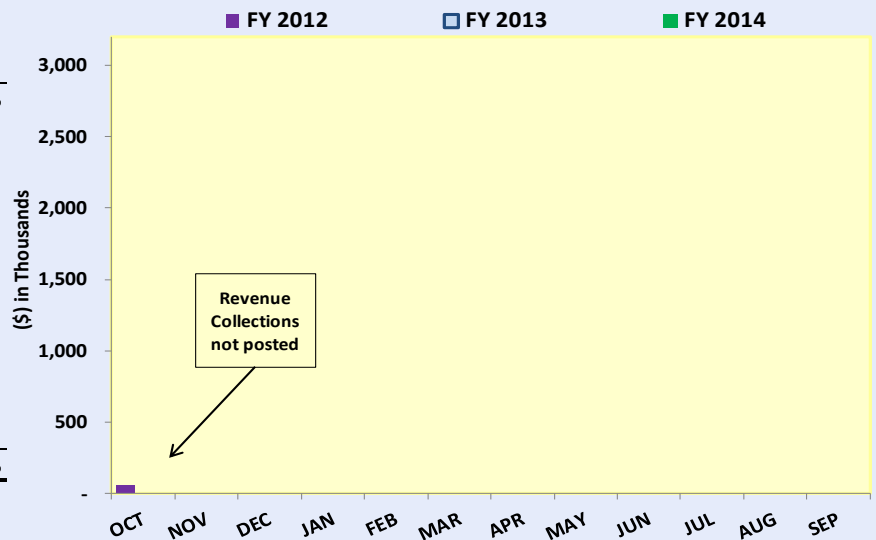 FY 2012 FY 2013 FY 2014
3,000
2,500
2,000
1,500
1,000
500
-
($) in Thousands
Revenue
Collections
not posted
OCT NOV DEC JAN FEB MAR APR MAY JUN JUL AUG SEP